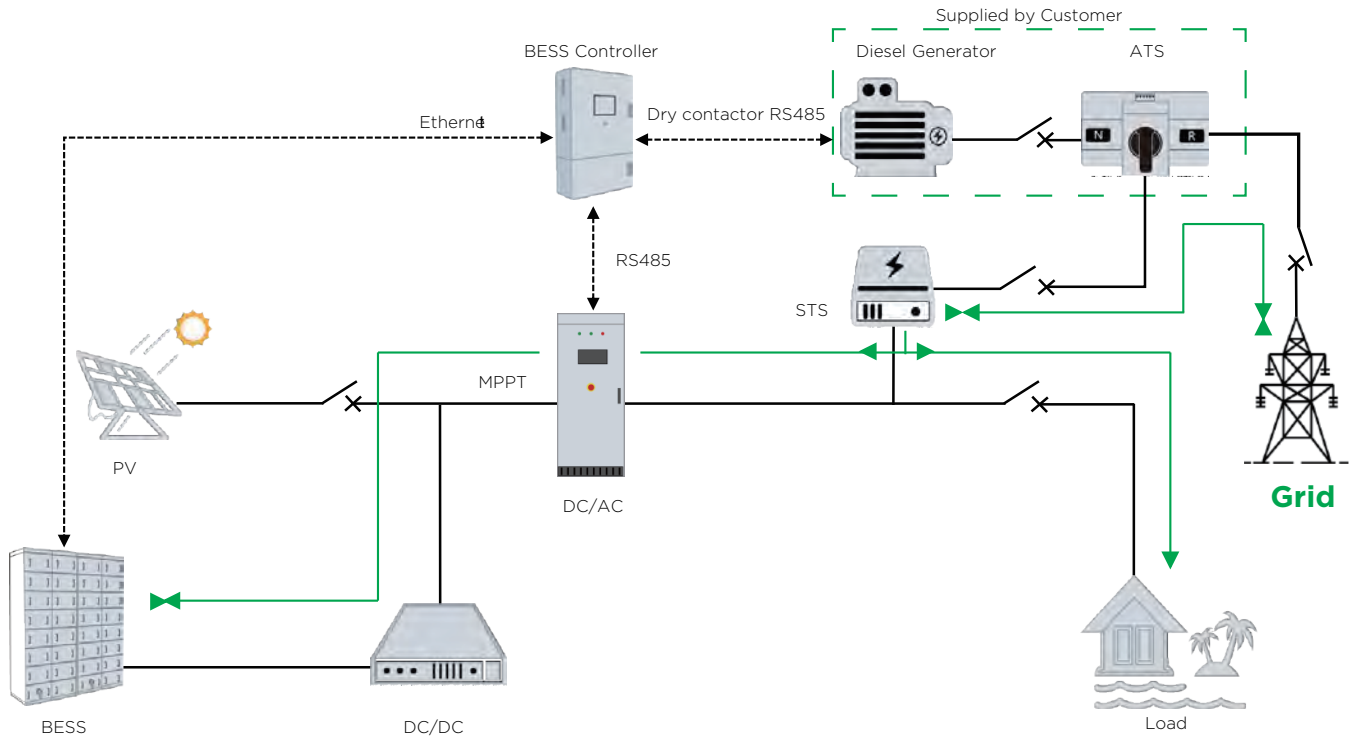 Supplied by Customer
BESS Controller
Diesel Generator
ATS
Ethernet
Dry contactor RS485
N
R
RS485
STS
MPPT
PV
DC/AC
Grid
BESS
DC/DC
Load